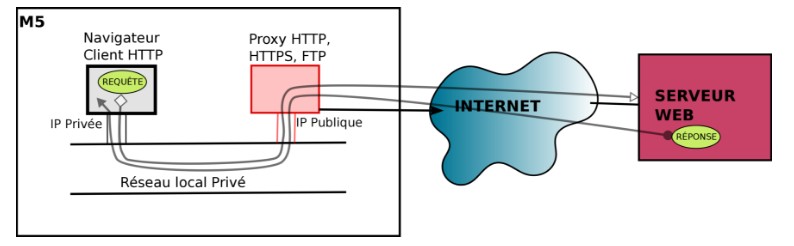 M5
Navigateur
Client HTTP
Proxy HTTP,
HTTPS, FTP
REQUÊTE
IP Privée
IP Publique
Réseau local Privé
INTERNET
SERVEUR
WEB
RÉPONSE